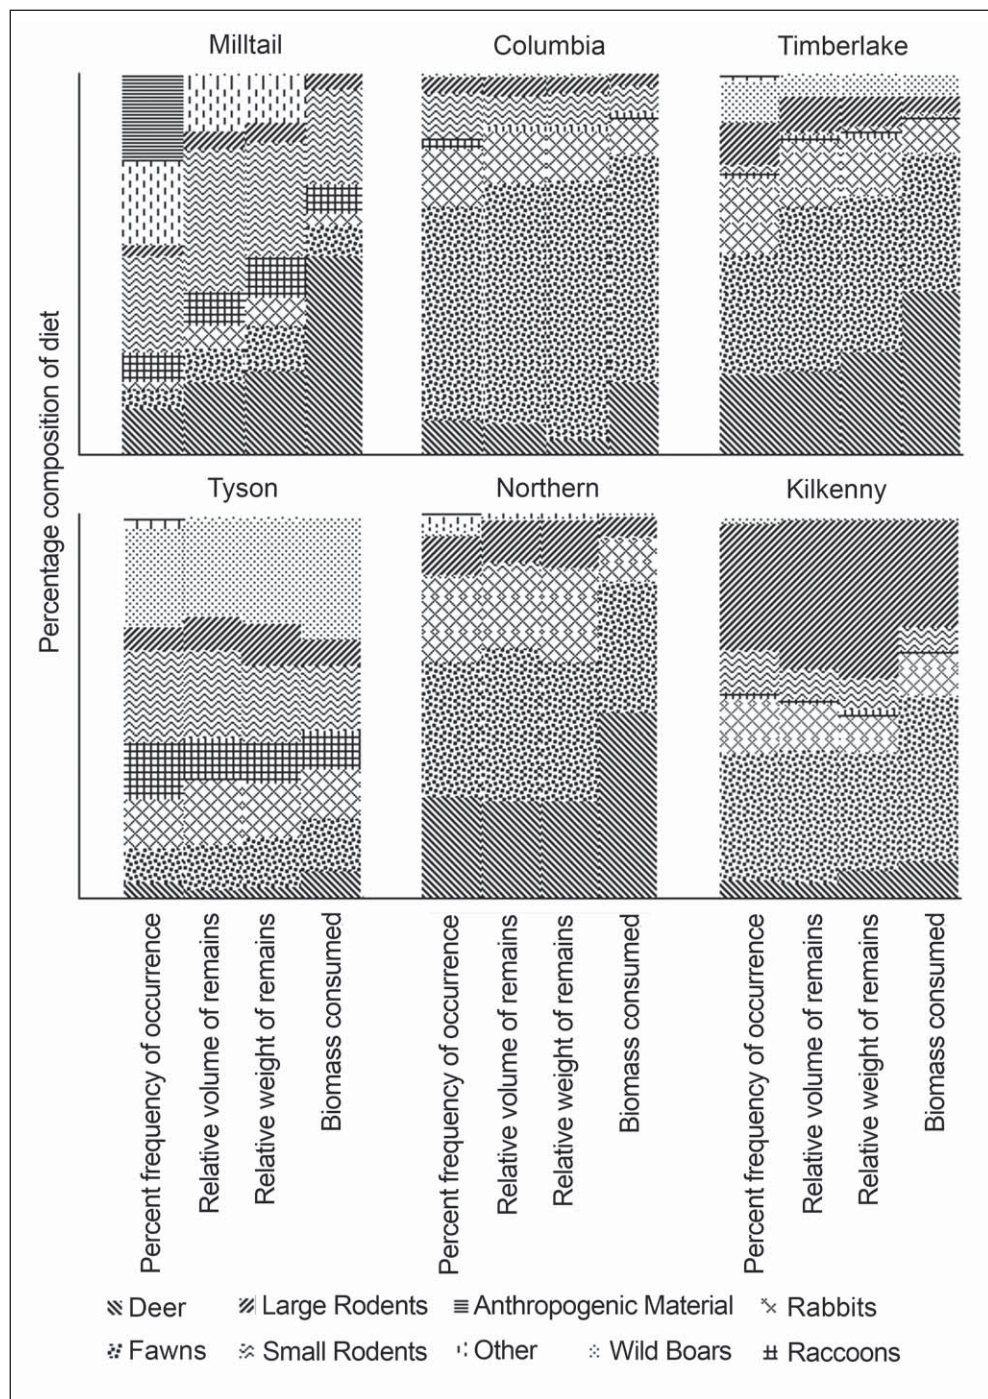 Milltail Columbia Timberlake
Percentage composition of diet
Tyson Northern Kilkenny
Percent frequency of occurrence
Relative volume of remains
Relative weight of remains
Biomass consumed
Percent frequency of occurrence
Relative volume of remains
Relative weight of remains
Biomass consumed
Percent frequency of occurrence
Relative volume of remains
Relative weight of remains
Biomass consumed
Deer Large Rodents Anthropogenic Material Rabbits
Fawns Small Rodents Other Wild Boars Raccoons